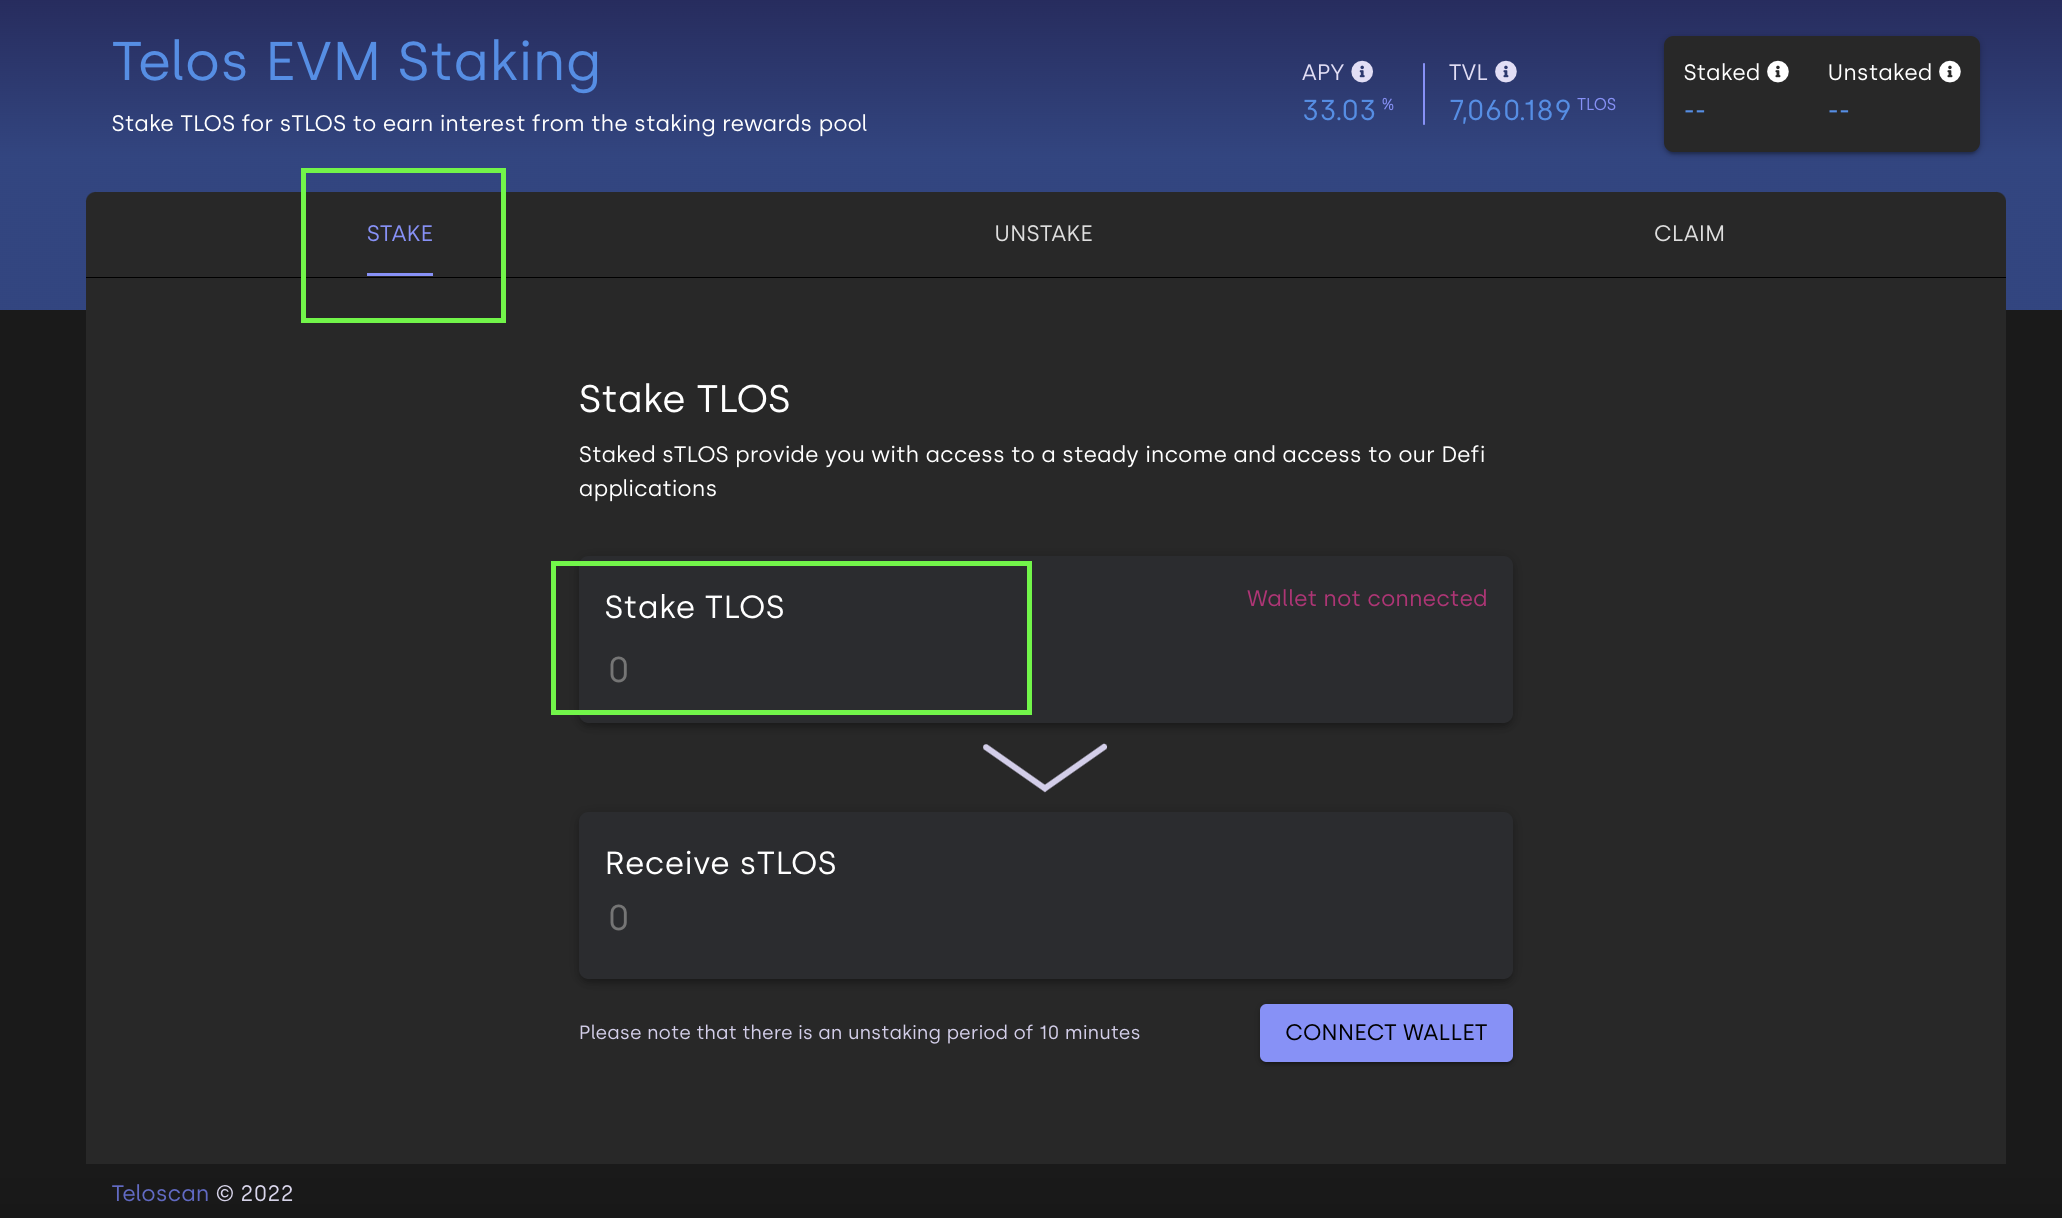 Telos EVM Staking
Stake TLOS for sTLOS to earn interest from the staking rewards pool
APY
33.03 %
TVL
7,060.189 TLOS
Staked
--
Unstaked
--
STAKE
UNSTAKE
CLAIM
Stake TLOS
Staked sTLOS provide you with access to a steady income and access to our Defi
applications
Stake TLOS
Wallet not connected
0
Receive sTLOS
0
Please note that there is an unstaking period of 10 minutes
CONNECT WALLET
Teloscan © 2022